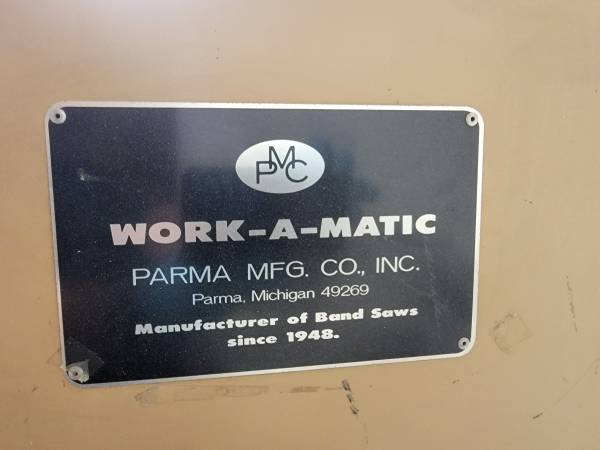 PMC
WORK-A-MATIC
PARMA MFG. CO., INC.
Parma, Michigan 49269
Manufacturer of Band Saws
since 1948.